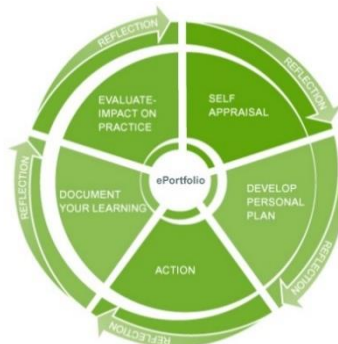 REFLECTION
REFLECTION
EVALUATE-
IMPACT ON
PRACTICE
SELF
APPRAISAL
ePortfolio
DOCUMENT
YOUR LEARNING
DEVELOP
PERSONAL
PLAN
REFLECTION
ACTION
REFLECTION
REFLECTION